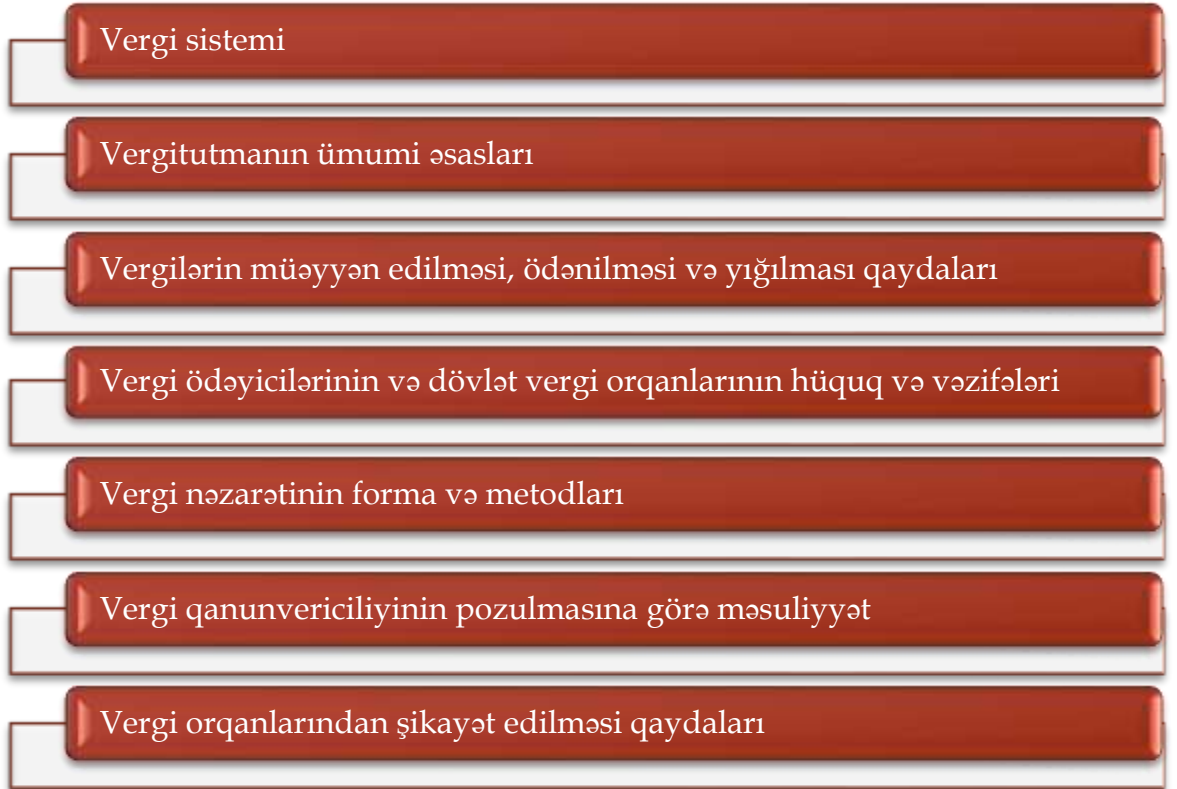 Vergi sistemi
Vergitutmanın ümumi əsasları
Vergilərin müəyyən edilməsi, ödənilməsi və yığılması qaydaları
Vergi ödəyicilərinin və dövlət vergi orqanlarının hüquq və vəzifələri
Vergi nəzarətinin forma və metodları
Vergi qanunvericiliyinin pozulmasına görə məsuliyyət
Vergi orqanlarından şikayət edilməsi qaydaları